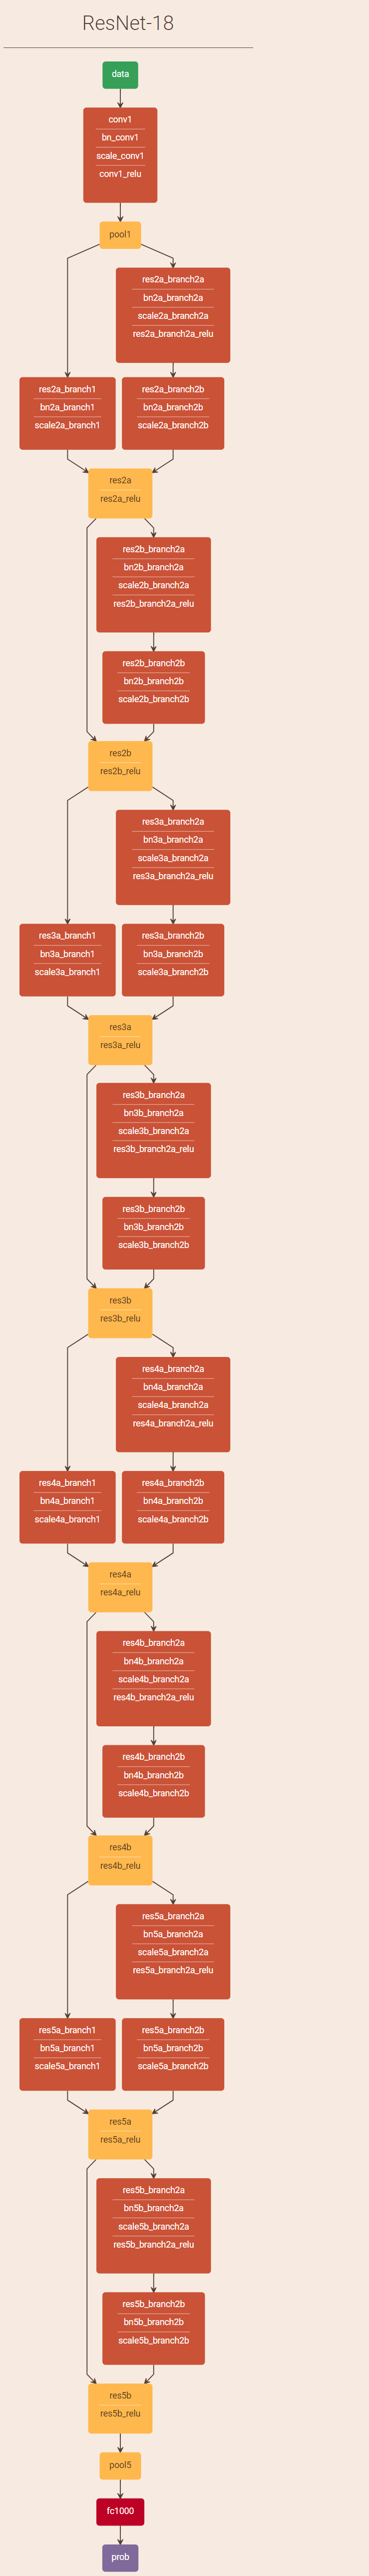 ResNet-18
data
conv1
bn_conv1
scale_conv1
conv1_relu
pool1
res2a_branch2a
bn2a_branch2a
scale2a_branch2a
res2a_branch2a_relu
res2a_branch1
bn2a_branch1
scale2a_branch1
res2a_branch2b
bn2a_branch2b
scale2a_branch2b
res2a
res2a_relu
res2b_branch2a
bn2b_branch2a
scale2b_branch2a
res2b_branch2a_relu
res2b_branch2b
bn2b_branch2b
scale2b_branch2b
res2b
res2b_relu
res3a_branch2a
bn3a_branch2a
scale3a_branch2a
res3a_branch2a_relu
res3a_branch1
bn3a_branch1
scale3a_branch1
res3a_branch2b
bn3a_branch2b
scale3a_branch2b
res3a
res3a_relu
res3b_branch2a
bn3b_branch2a
scale3b_branch2a
res3b_branch2a_relu
res3b_branch2b
bn3b_branch2b
scale3b_branch2b
res3b
res3b_relu
res4a_branch2a
bn4a_branch2a
scale4a_branch2a
res4a_branch2a_relu
res4a_branch1
bn4a_branch1
scale4a_branch1
res4a_branch2b
bn4a_branch2b
scale4a_branch2b
res4a
res4a_relu
res4b_branch2a
bn4b_branch2a
scale4b_branch2a
res4b_branch2a_relu
res4b_branch2b
bn4b_branch2b
scale4b_branch2b
res4b
res4b_relu
res5a_branch2a
bn5a_branch2a
scale5a_branch2a
res5a_branch2a_relu
res5a_branch1
bn5a_branch1
scale5a_branch1
res5a_branch2b
bn5a_branch2b
scale5a_branch2b
res5a
res5a_relu
res5b_branch2a
bn5b_branch2a
scale5b_branch2a
res5b_branch2a_relu
res5b_branch2b
bn5b_branch2b
scale5b_branch2b
res5b
res5b_relu
pool5
fc1000
prob